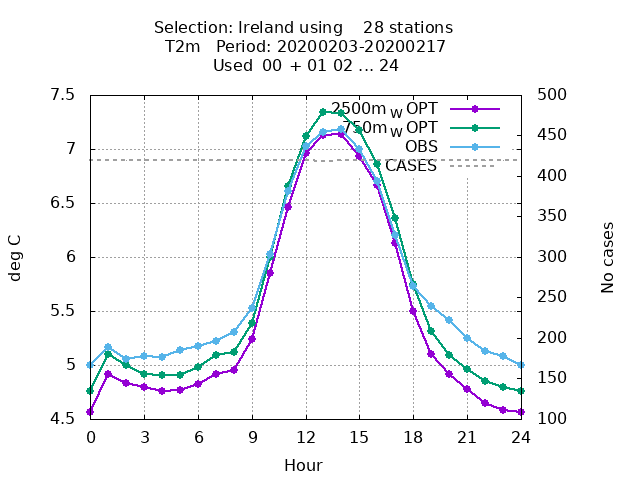 Selection: Ireland using    28 stations
T2m   Period: 20200203-20200217
Used  00  + 01 02 ... 24
7.5 500
2500m W OPT
750m W OPT 450
7 OBS
CASES 400
6.5 350
6 300
5.5 250
200
5 150
4.5 100
deg C
No cases
0 3 6 9 12 15 18 21 24
Hour